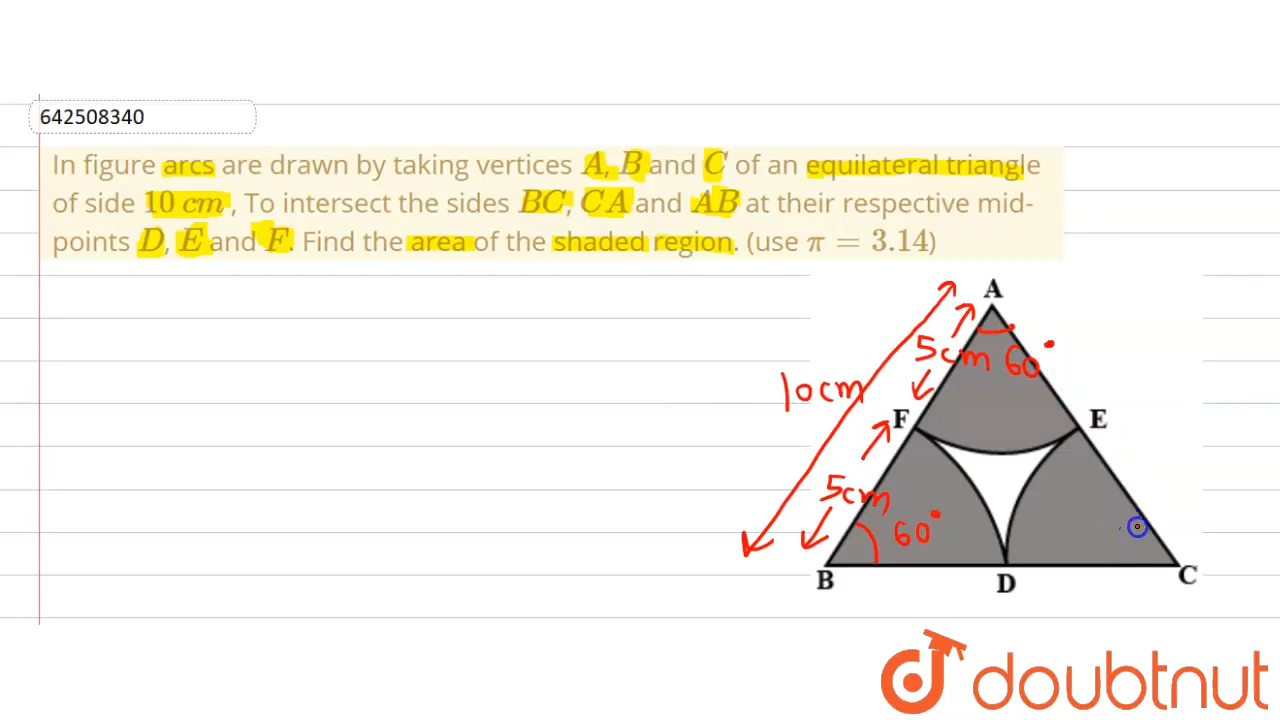 642508340
In figure arcs are drawn by taking vertices A, B and C of an equilateral triangle
of side 10 cm , To intersect the sides BC, CA and AB at their respective mid-
points D, E and F. Find the area of the shaded region. (use π = 3.14)
A
5cm 60°
10cm
F E
5cm
60°
B D C
doubtnut